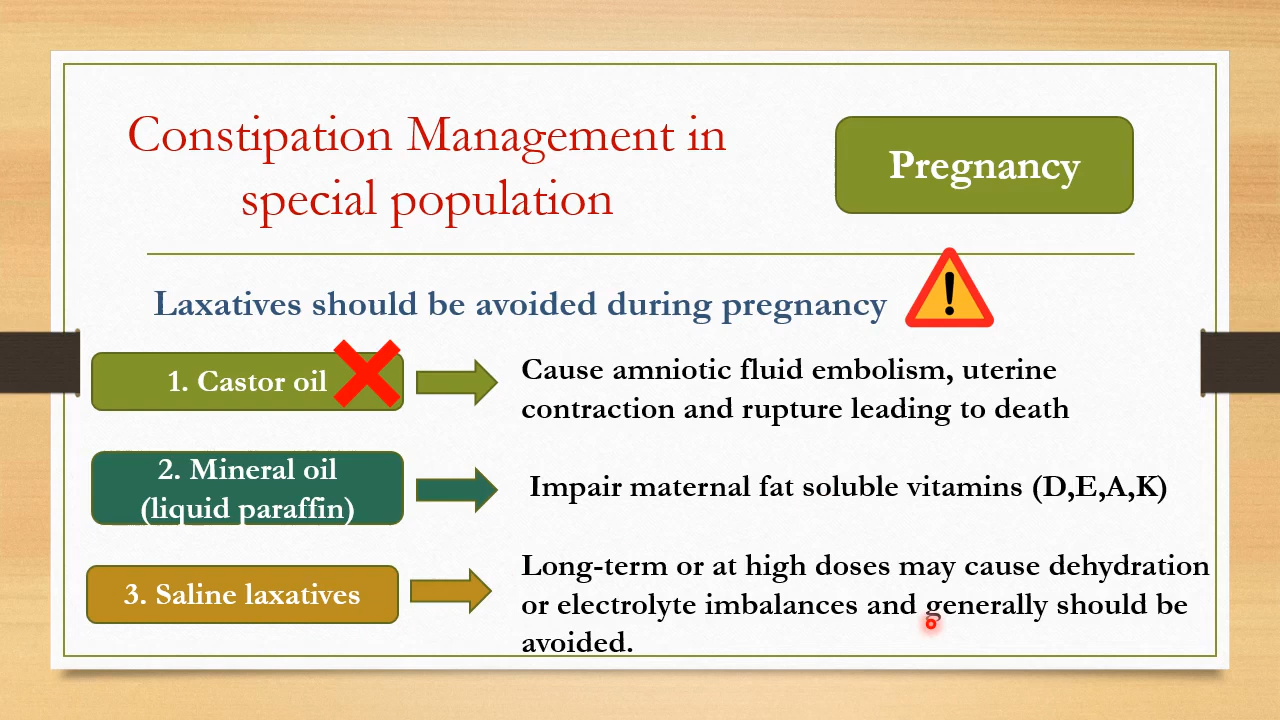 Constipation Management in
special population
Pregnancy
Laxatives should be avoided during pregnancy
1. Castor oil
Cause amniotic fluid embolism, uterine
contraction and rupture leading to death
2. Mineral oil
(liquid paraffin)
Impair maternal fat soluble vitamins (D,E,A,K)
3. Saline laxatives
Long-term or at high doses may cause dehydration
or electrolyte imbalances and generally should be
avoided.